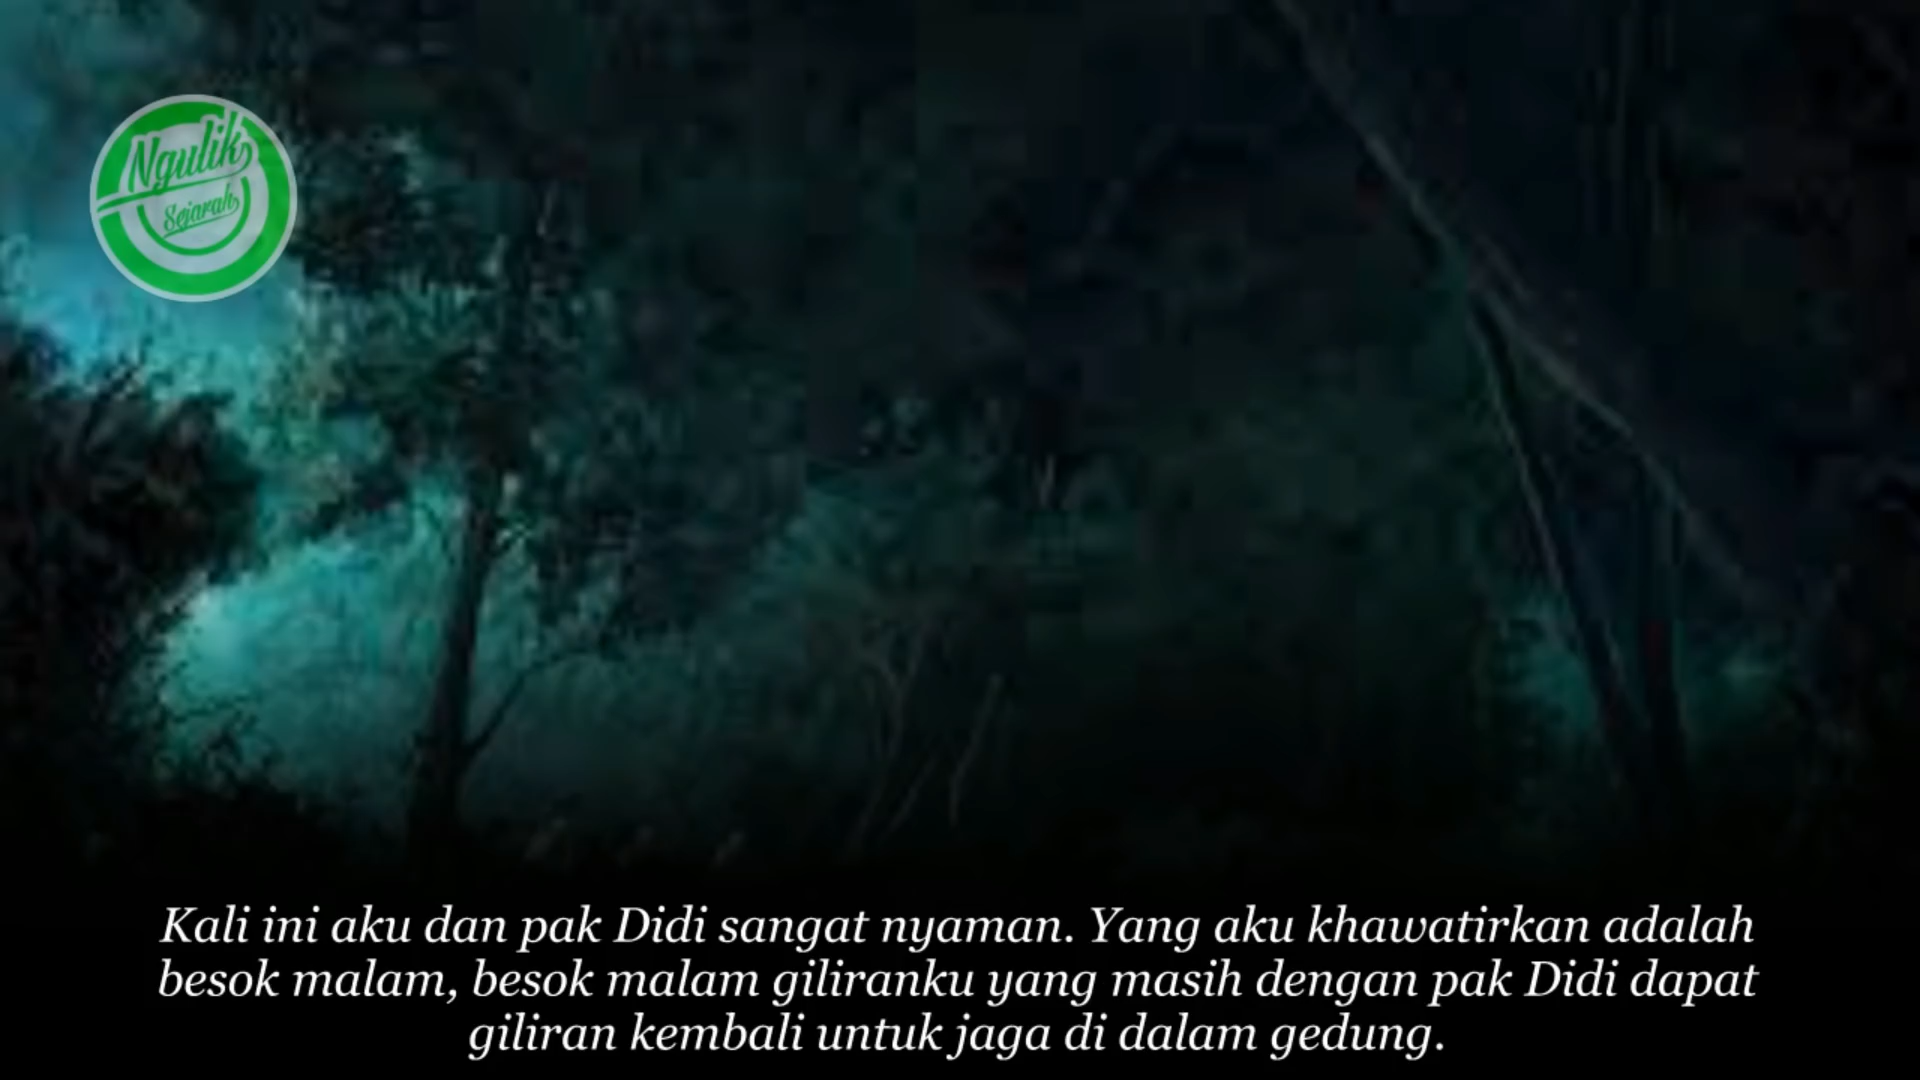 Ngulik
Sejarah
Kali ini aku dan pak Didi sangat nyaman. Yang aku khawatirkan adalah
besok malam, besok malam giliranku yang masih dengan pak Didi dapat
giliran kembali untuk jaga di dalam gedung.